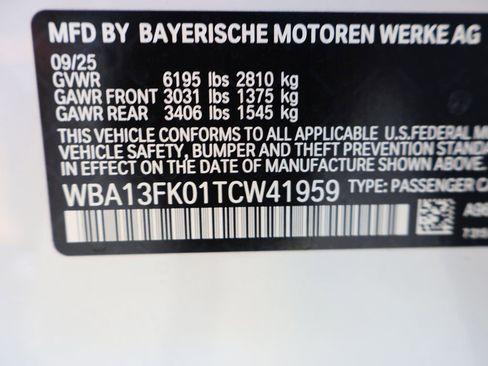 MFD BY BAYERISCHE MOTOREN WERKE AG
09/25
GVWR 6195 lbs 2810 kg
GAWR FRONT 3031 lbs 1375 kg
GAWR REAR 3406 lbs 1545 kg
THIS VEHICLE CONFORMS TO ALL APPLICABLE U.S.FEDERAL M
VEHICLE SAFETY, BUMPER AND THEFT PREVENTION STAND
EFFECT ON THE DATE OF MANUFACTURE SHOWN ABOVE.
WBA13FK01TCW41959 TYPE: PASSENGER CA